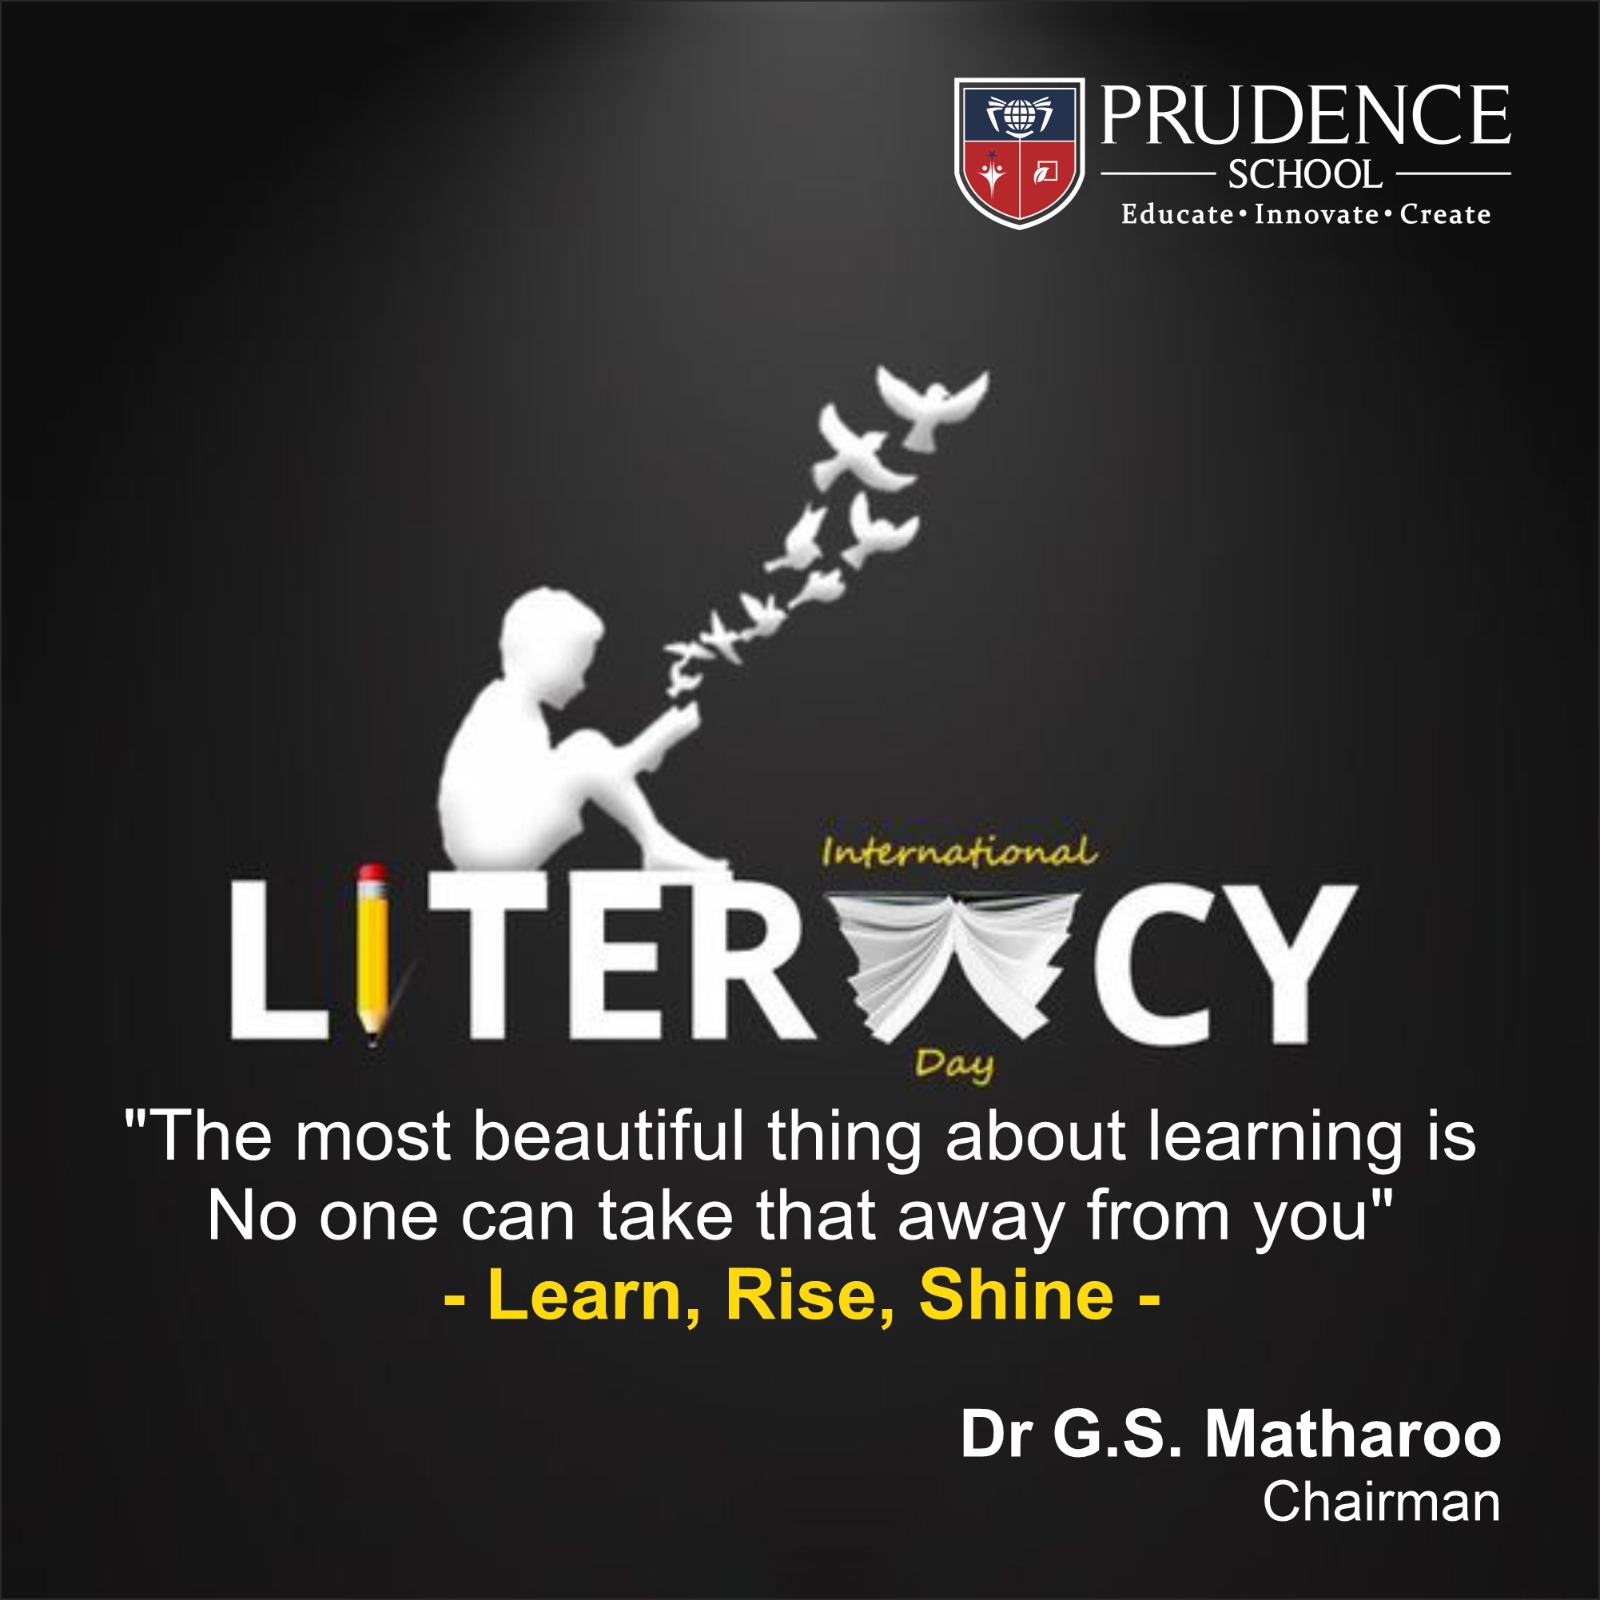 PRUDENCE
SCHOOL
Educate • Innovate • Create
International
LITERACY
Day
"The most beautiful thing about learning is
No one can take that away from you"
- Learn, Rise, Shine -
Dr G.S. Matharoo
Chairman